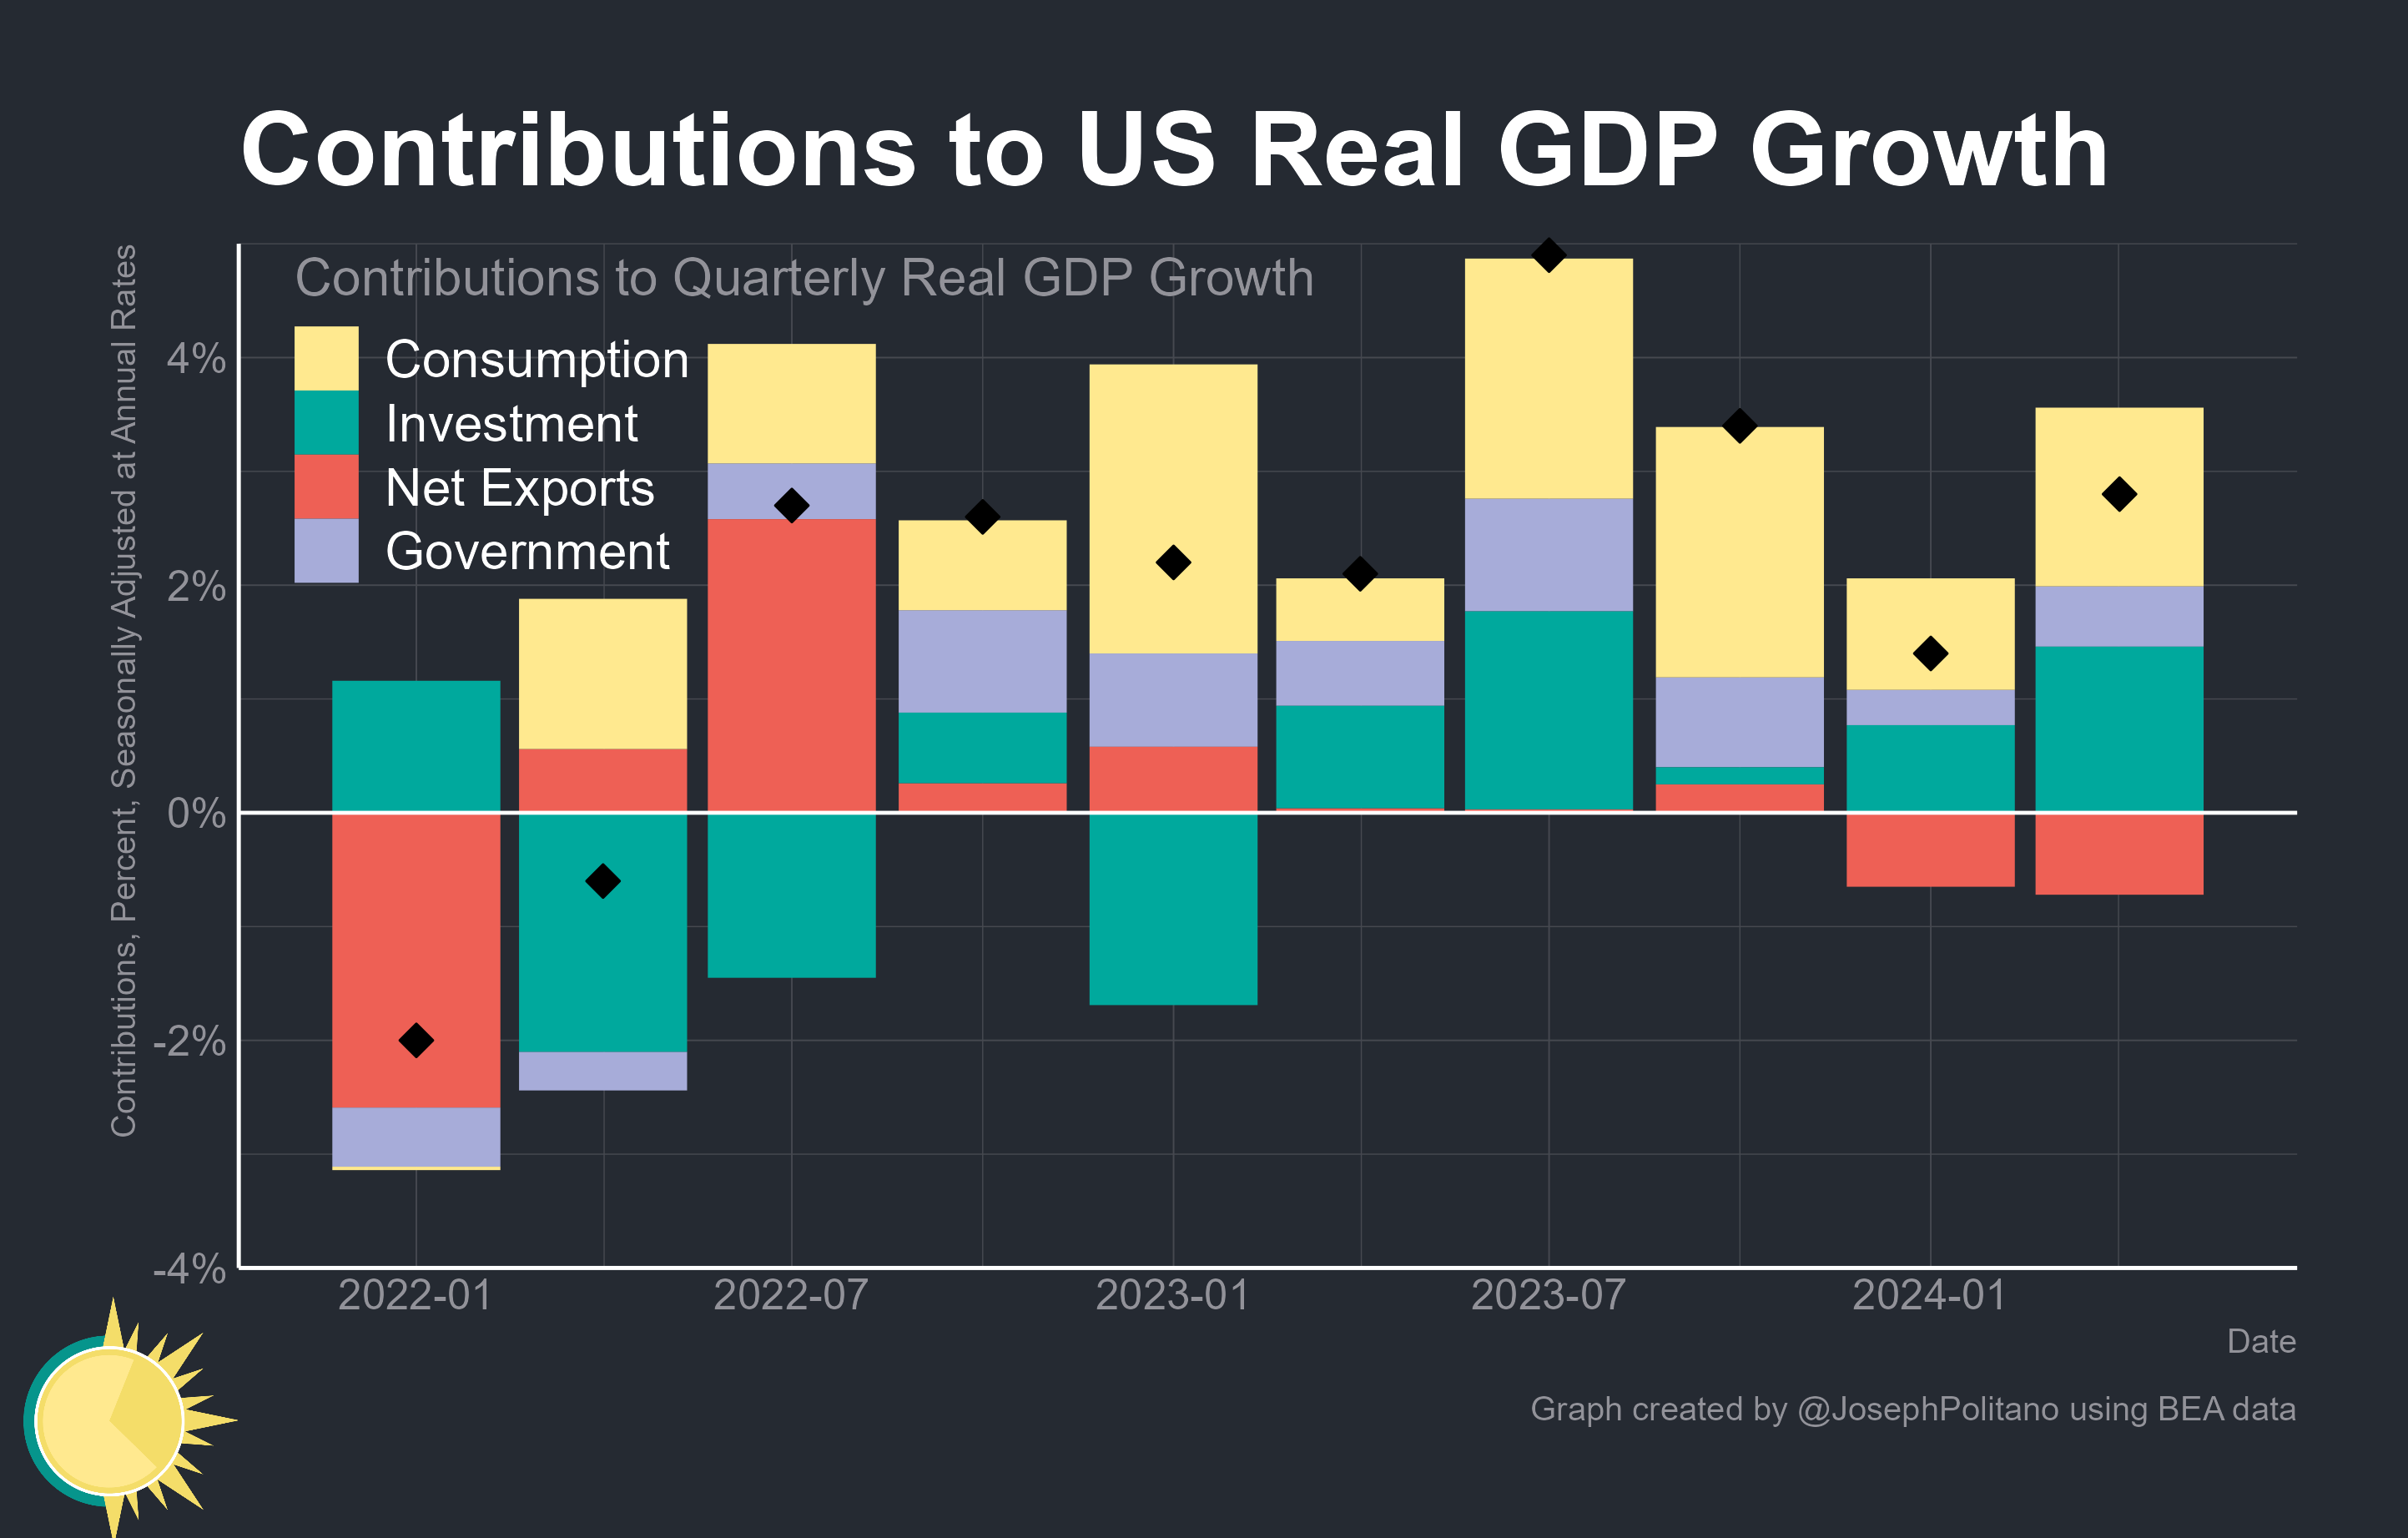 Contributions to US Real GDP Growth
Contributions, Percent, Seasonally Adjusted at Annual Rates
Contributions to Quarterly Real GDP Growth
Consumption
Investment
Net Exports
Government
4%
2%
0%
-2%
-4%
2022-01
2022-07
2023-01
2023-07
2024-01
Date
Graph created by @JosephPolitano using BEA data